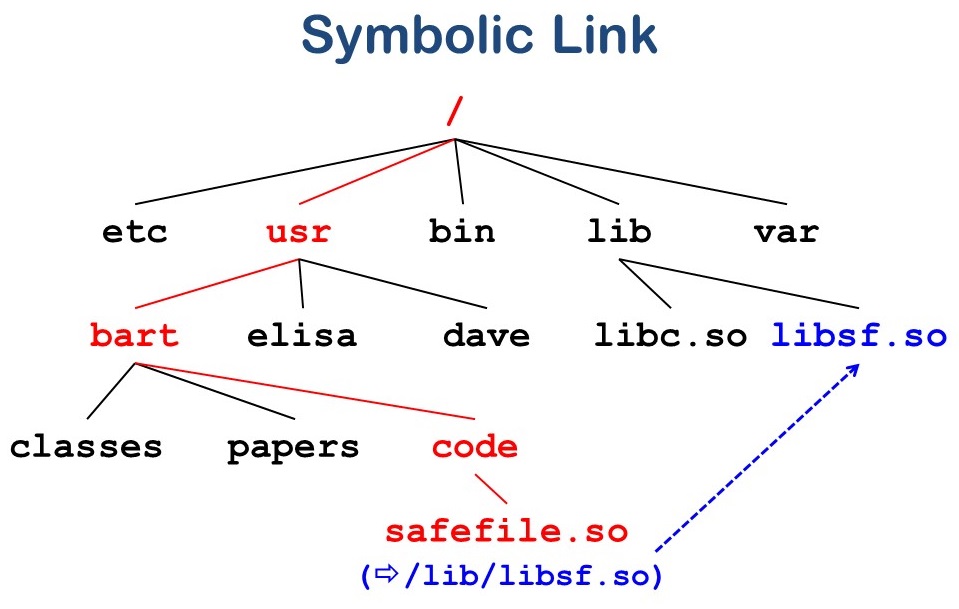 Symbolic Link
/
etc usr bin lib var
bart elisa dave libc.so libsf.so
classes papers code
safefile.so
(⇨/lib/libsf.so)